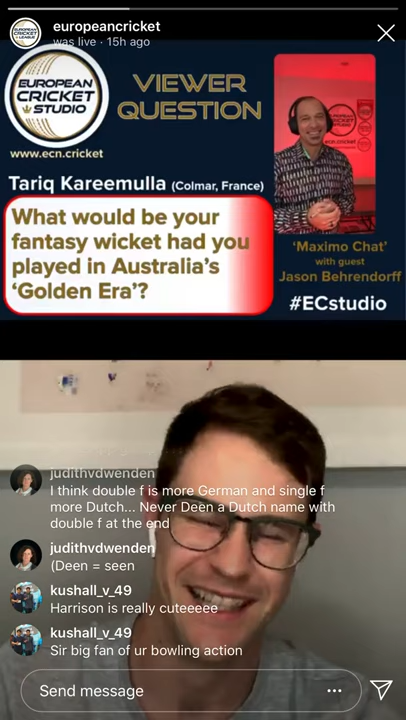 europeancricket
was live · 15h ago
EUROPEAN
CRICKET
STUDIO
www.ecn.cricket
VIEWER
QUESTION
Tariq Kareemulla (Colmar, France)
What would be your
fantasy wicket had you
played in Australia's
'Golden Era'?
'Maximo Chat'
with guest
Jason Behrendorff
#ECstudio
judithvdwenden
I think double f is more German and single f
more Dutch... Never Deen a Dutch name with
double f at the end
judithvdwenden
(Deen = seen
kushall_v_49
Harrison is really cuteeeee
kushall_v_49
Sir big fan of ur bowling action
Send message